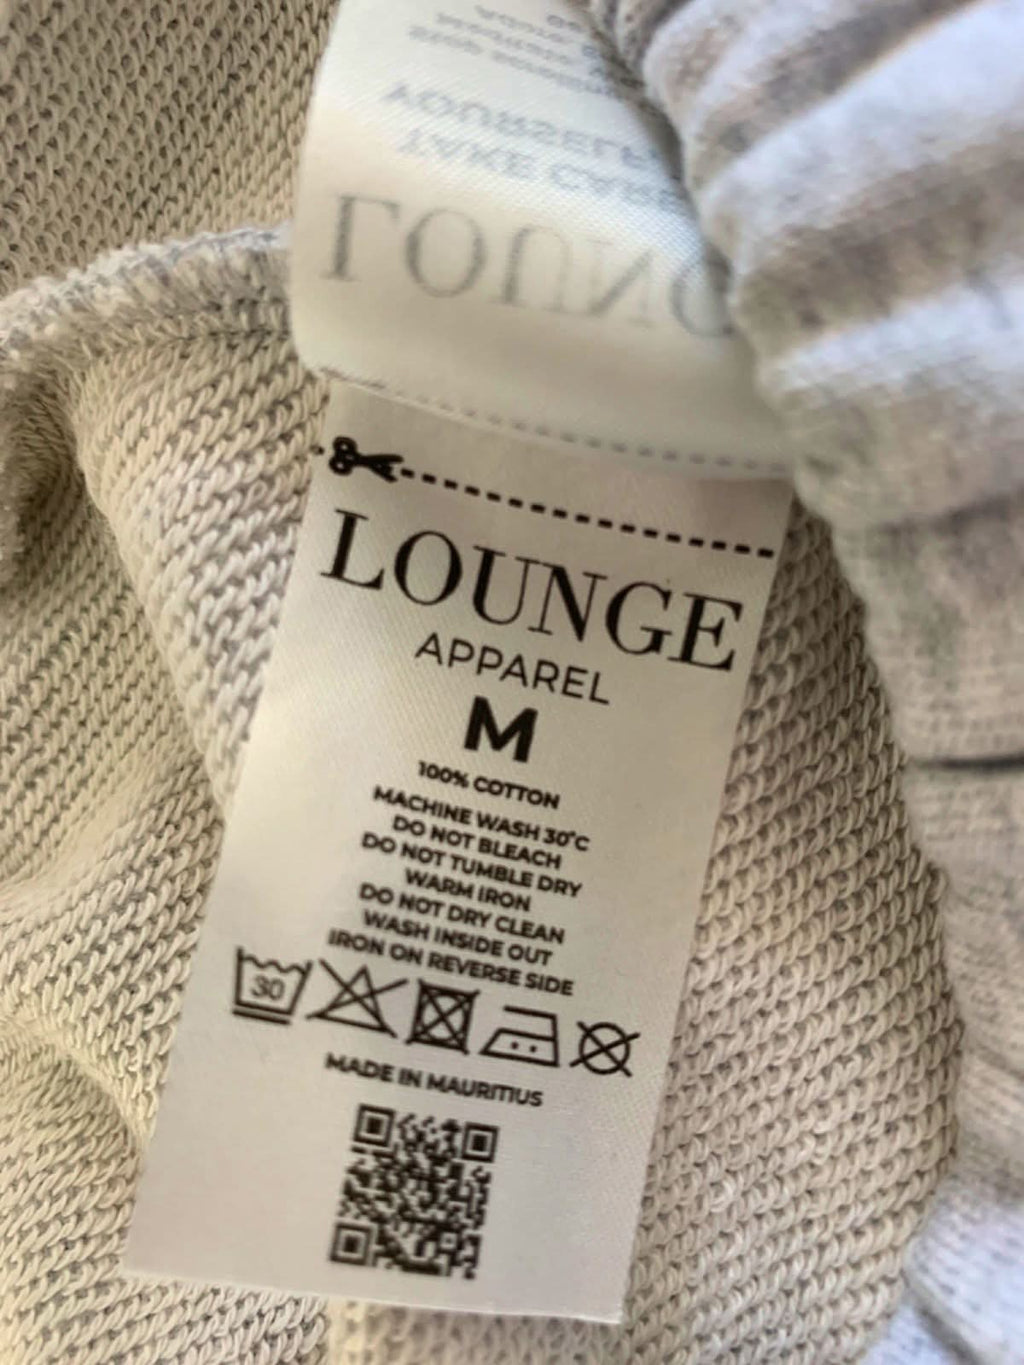 LOUNGE
APPAREL
M
100% COTTON
MACHINE WASH 30°C
DO NOT BLEACH
DO NOT TUMBLE DRY
WARM IRON
DO NOT DRY CLEAN
WASH INSIDE OUT
IRON ON REVERSE SIDE
30
MADE IN MAURITIUS